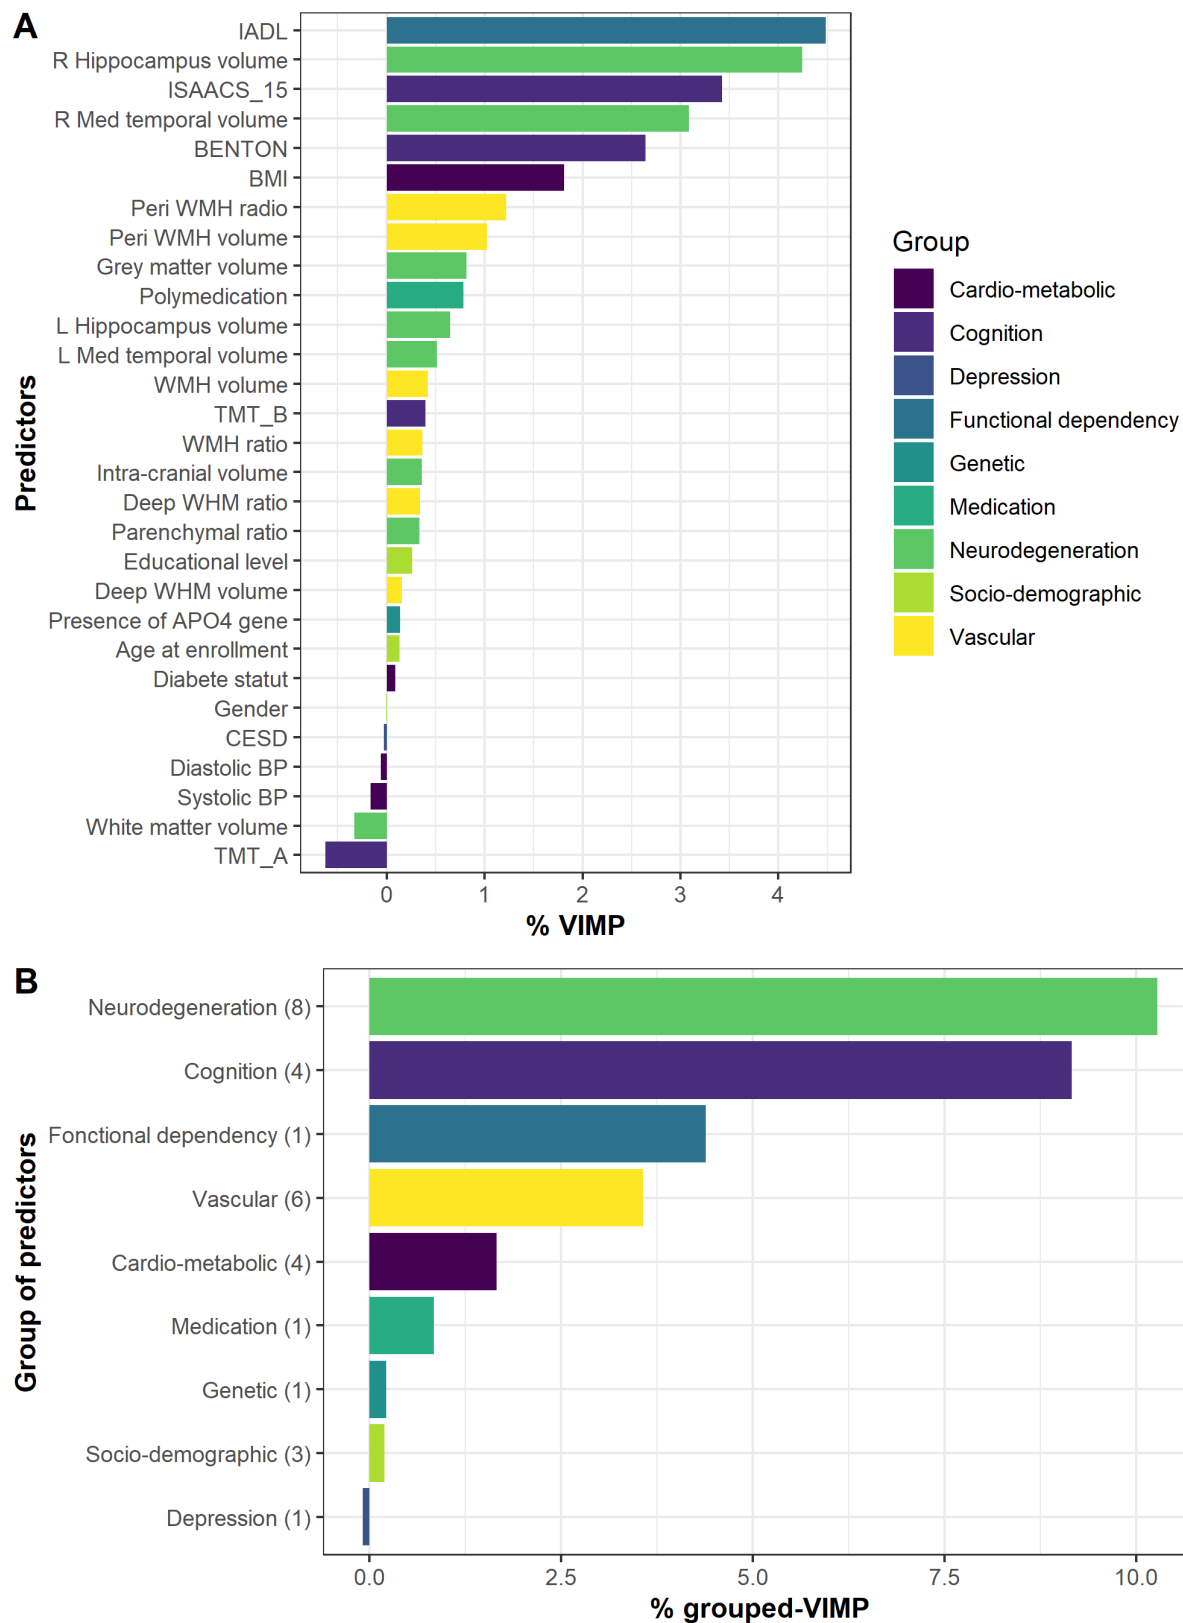 A
IADL
R Hippocampus volume
ISAACS_15
R Med temporal volume
BENTON
BMI
Peri WMH radio
Peri WMH volume
Grey matter volume
Polymedication
L Hippocampus volume
L Med temporal volume
WMH volume
TMT_B
WMH ratio
Intra-cranial volume
Deep WHM ratio
Parenchymal ratio
Educational level
Deep WHM volume
Presence of APO4 gene
Age at enrollment
Diabete statut
Gender
CESD
Diastolic BP
Systolic BP
White matter volume
TMT_A
Predictors
0 1 2 3 4
% VIMP
Group
Cardio-metabolic
Cognition
Depression
Functional dependency
Genetic
Medication
Neurodegeneration
Socio-demographic
Vascular
B
Neurodegeneration (8)
Cognition (4)
Fonctional dependency (1)
Vascular (6)
Cardio-metabolic (4)
Medication (1)
Genetic (1)
Socio-demographic (3)
Depression (1)
Group of predictors
0.0 2.5 5.0 7.5 10.0
% grouped-VIMP